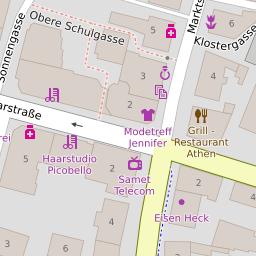 Obere Schulgasse
Sonnengasse
Markts
Klostergasse
6
5
6
3
3
2
arstraße
Modetreff
Jennifer
Grill -
Restaurant
Athen
rei
Haarstudio
Picobello
Samet
Telecom
2
Eisen Heck
5
4
4